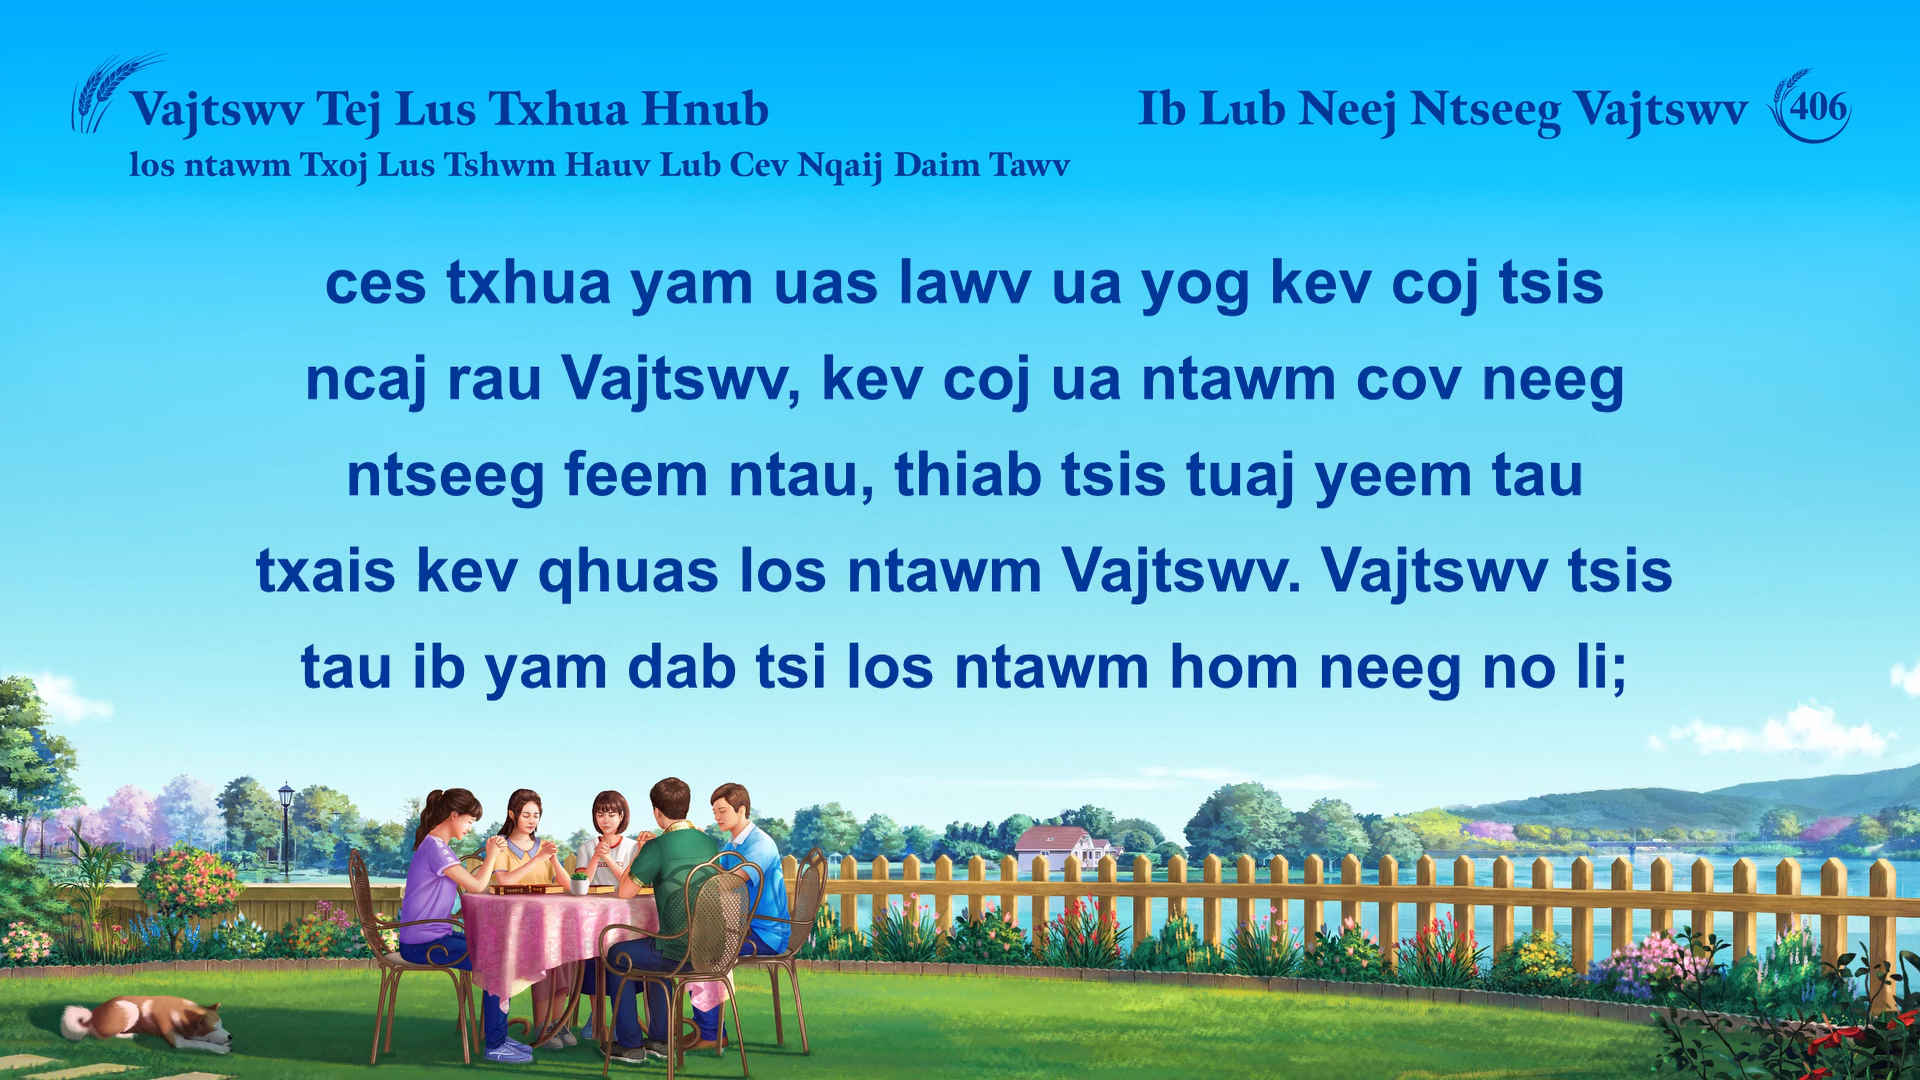 Vajtswv Tej Lus Txhua Hnub
los ntawm Txoj Lus Tshwm Hauv Lub Cev Nqaij Daim Tawv
Ib Lub Neej Ntseeg Vajtswv 406
ces txhua yam uas lawv ua yog kev coj tsis
ncaj rau Vajtswv, kev coj ua ntawm cov neeg
ntseeg feem ntau, thiab tsis tuaj yeem tau
txais kev qhuas los ntawm Vajtswv. Vajtswv tsis
tau ib yam dab tsi los ntawm hom neeg no li;